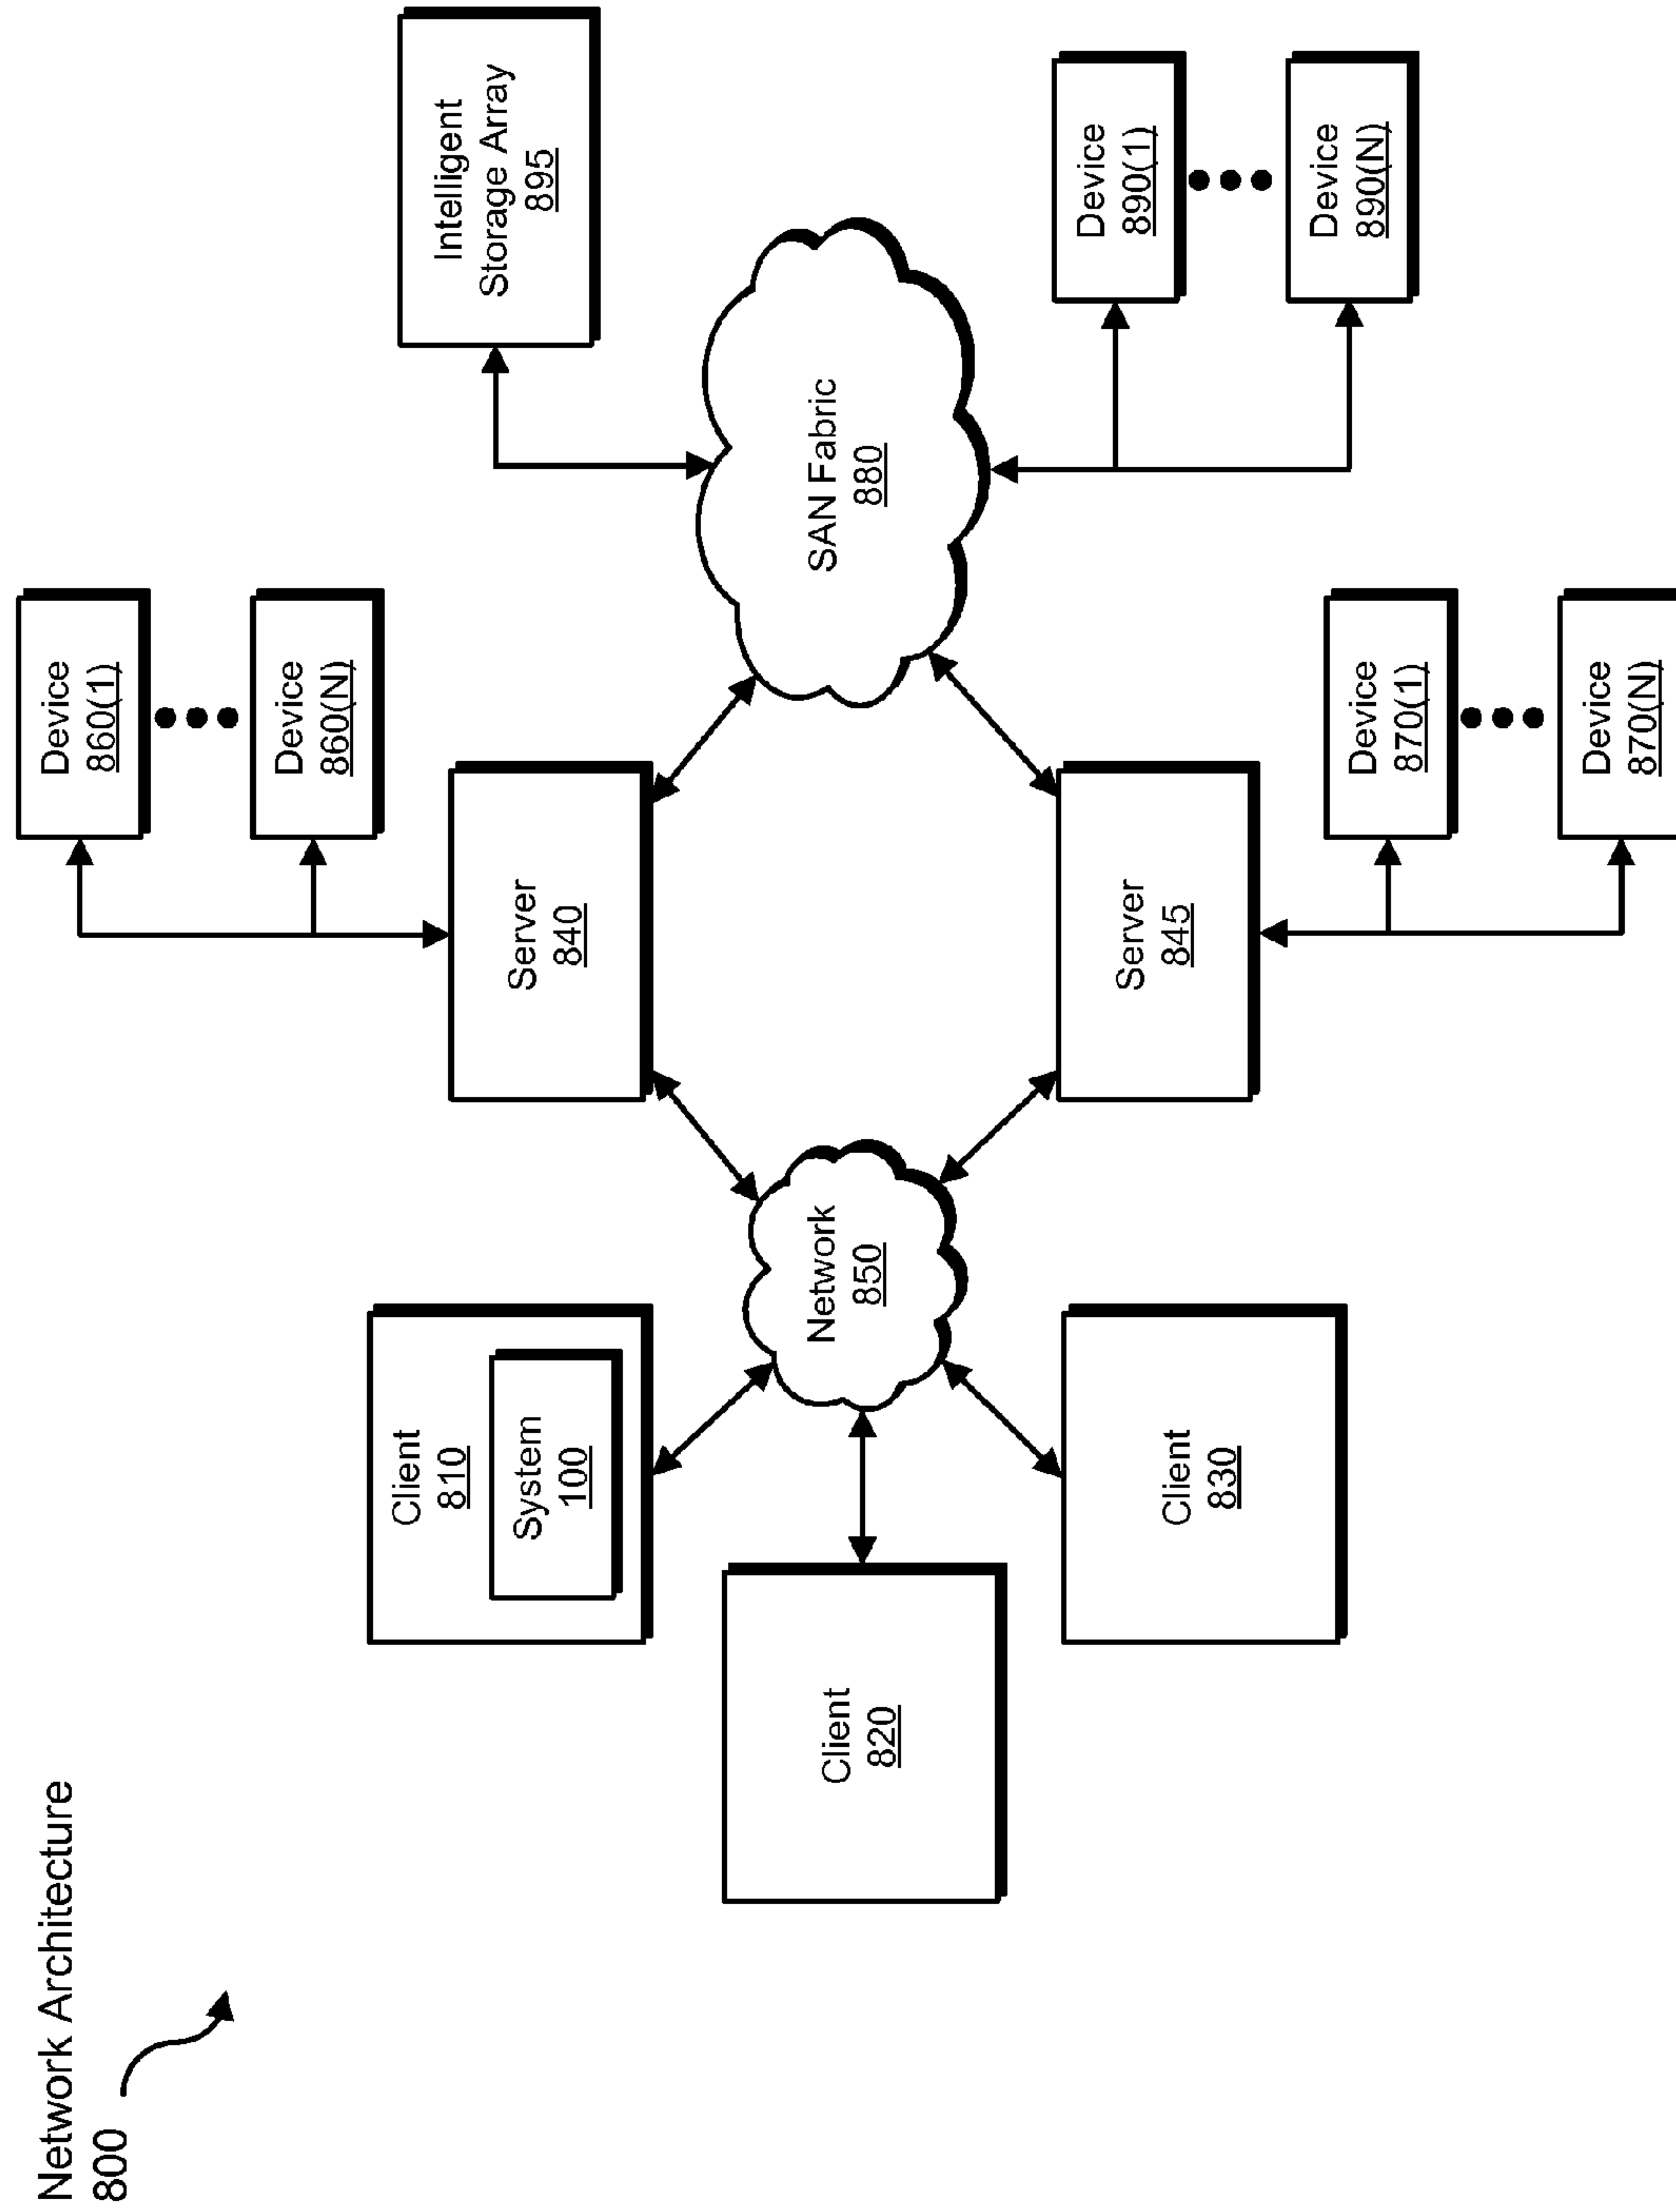 Network Architecture
800
Client
810
System
100
Client
820
Client
830
Network
850
Server
840
Server
845
Device
860(1)
Device
860(N)
Device
870(1)
Device
870(N)
SAN Fabric
880
Intelligent
Storage Array
895
Device
890(1)
Device
890(N)